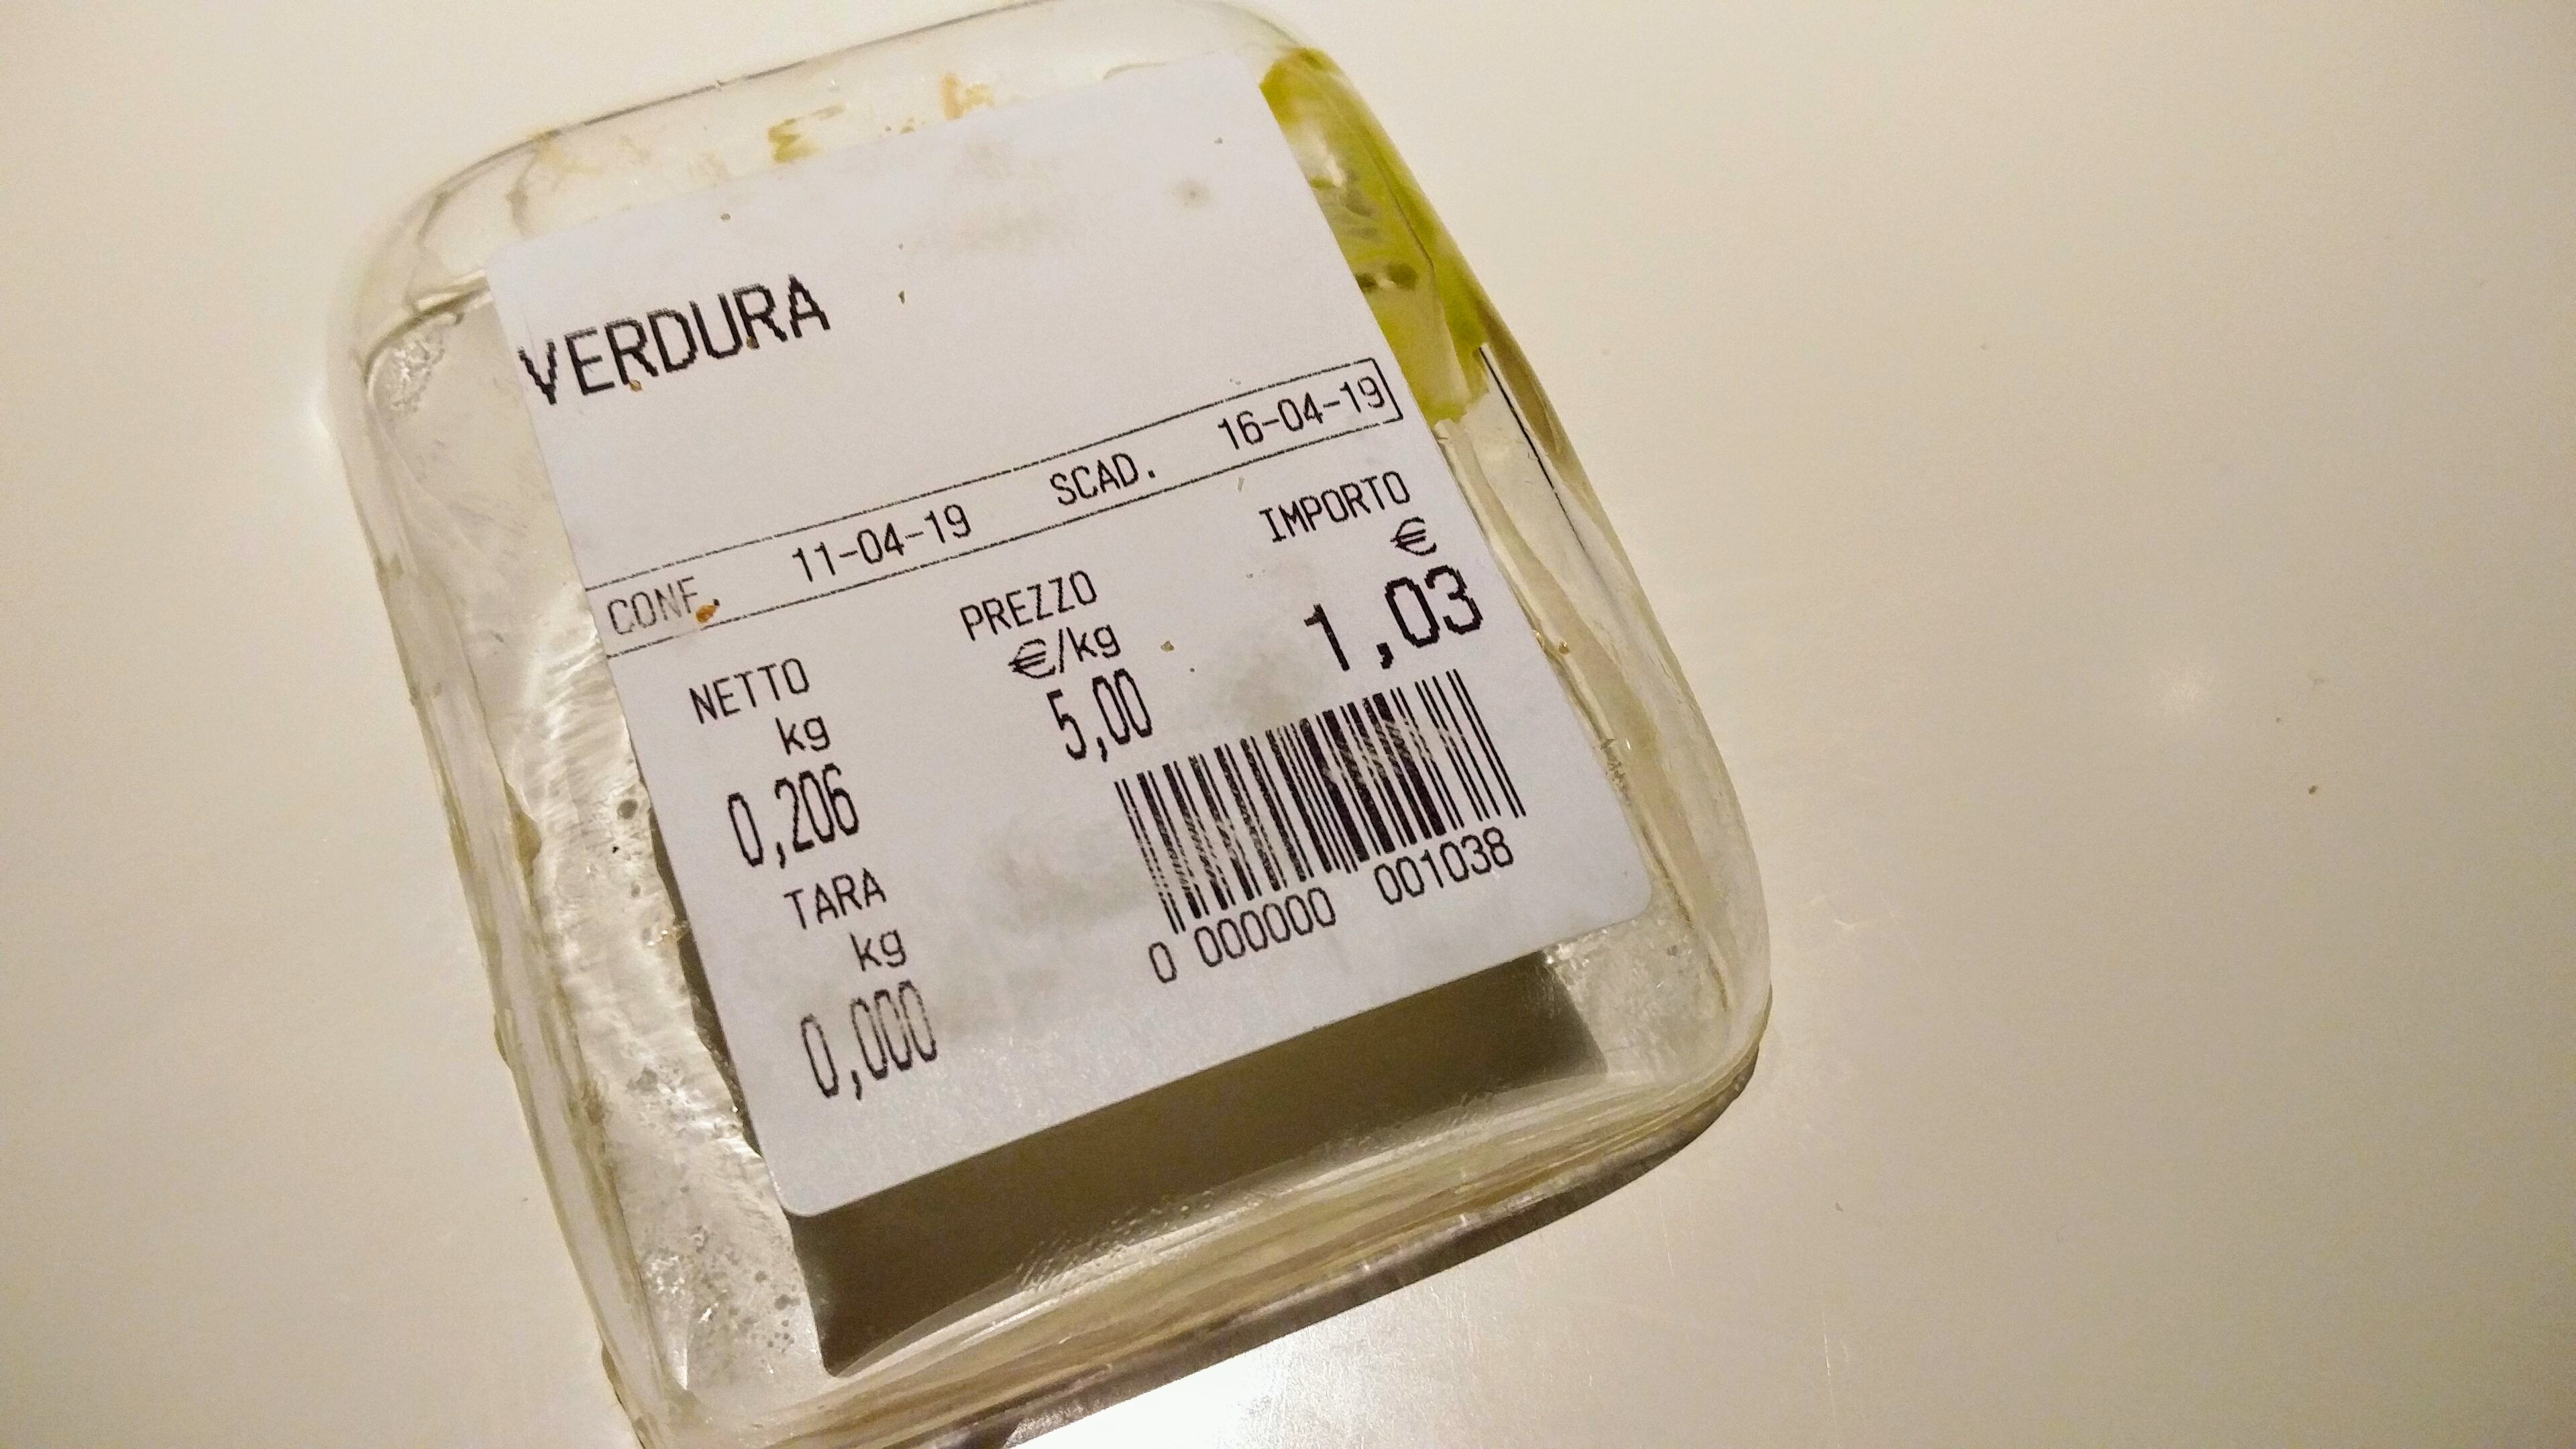 VERDURA
CONF. 11-04-19 SCAD. 16-04-19
NETTO PREZZO IMPORTO
kg €/kg €
0,206 5,00 1,03
TARA
kg
0,000
0 000000 001038